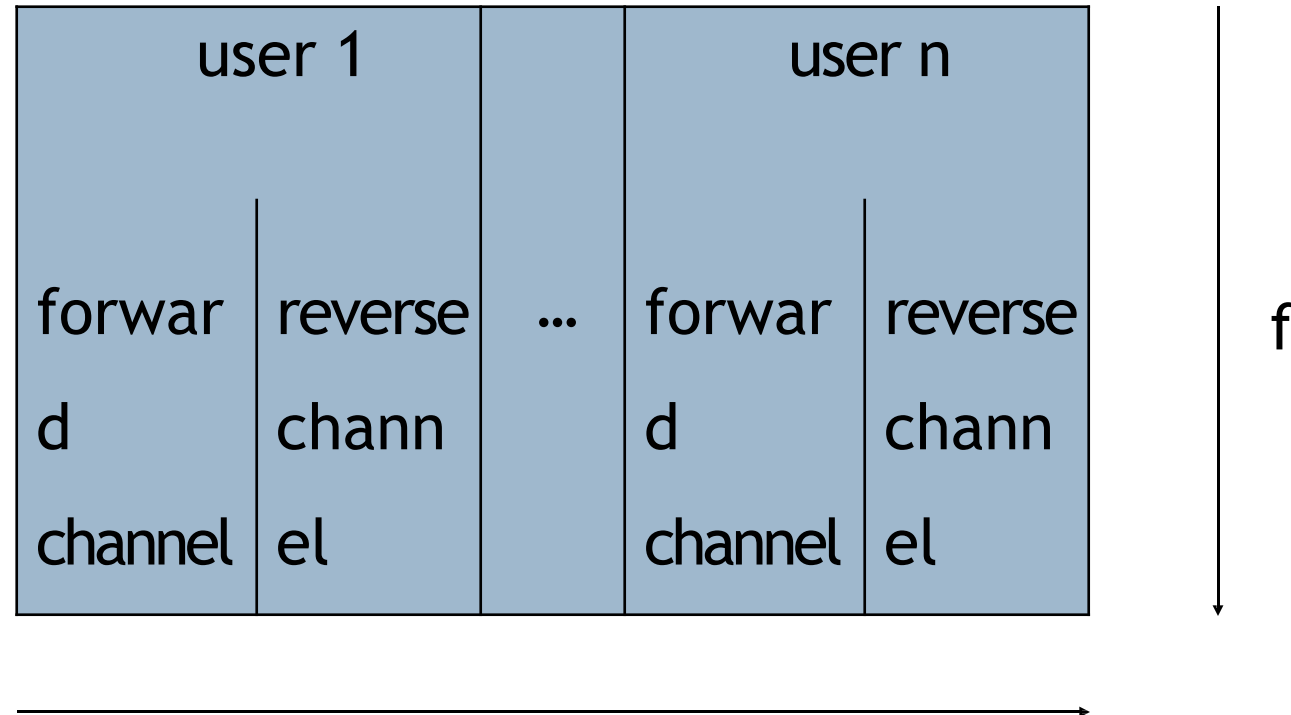 user 1
user n
forwar
d
channel
reverse
chann
el
...
forwar
d
channel
reverse
chann
el
f